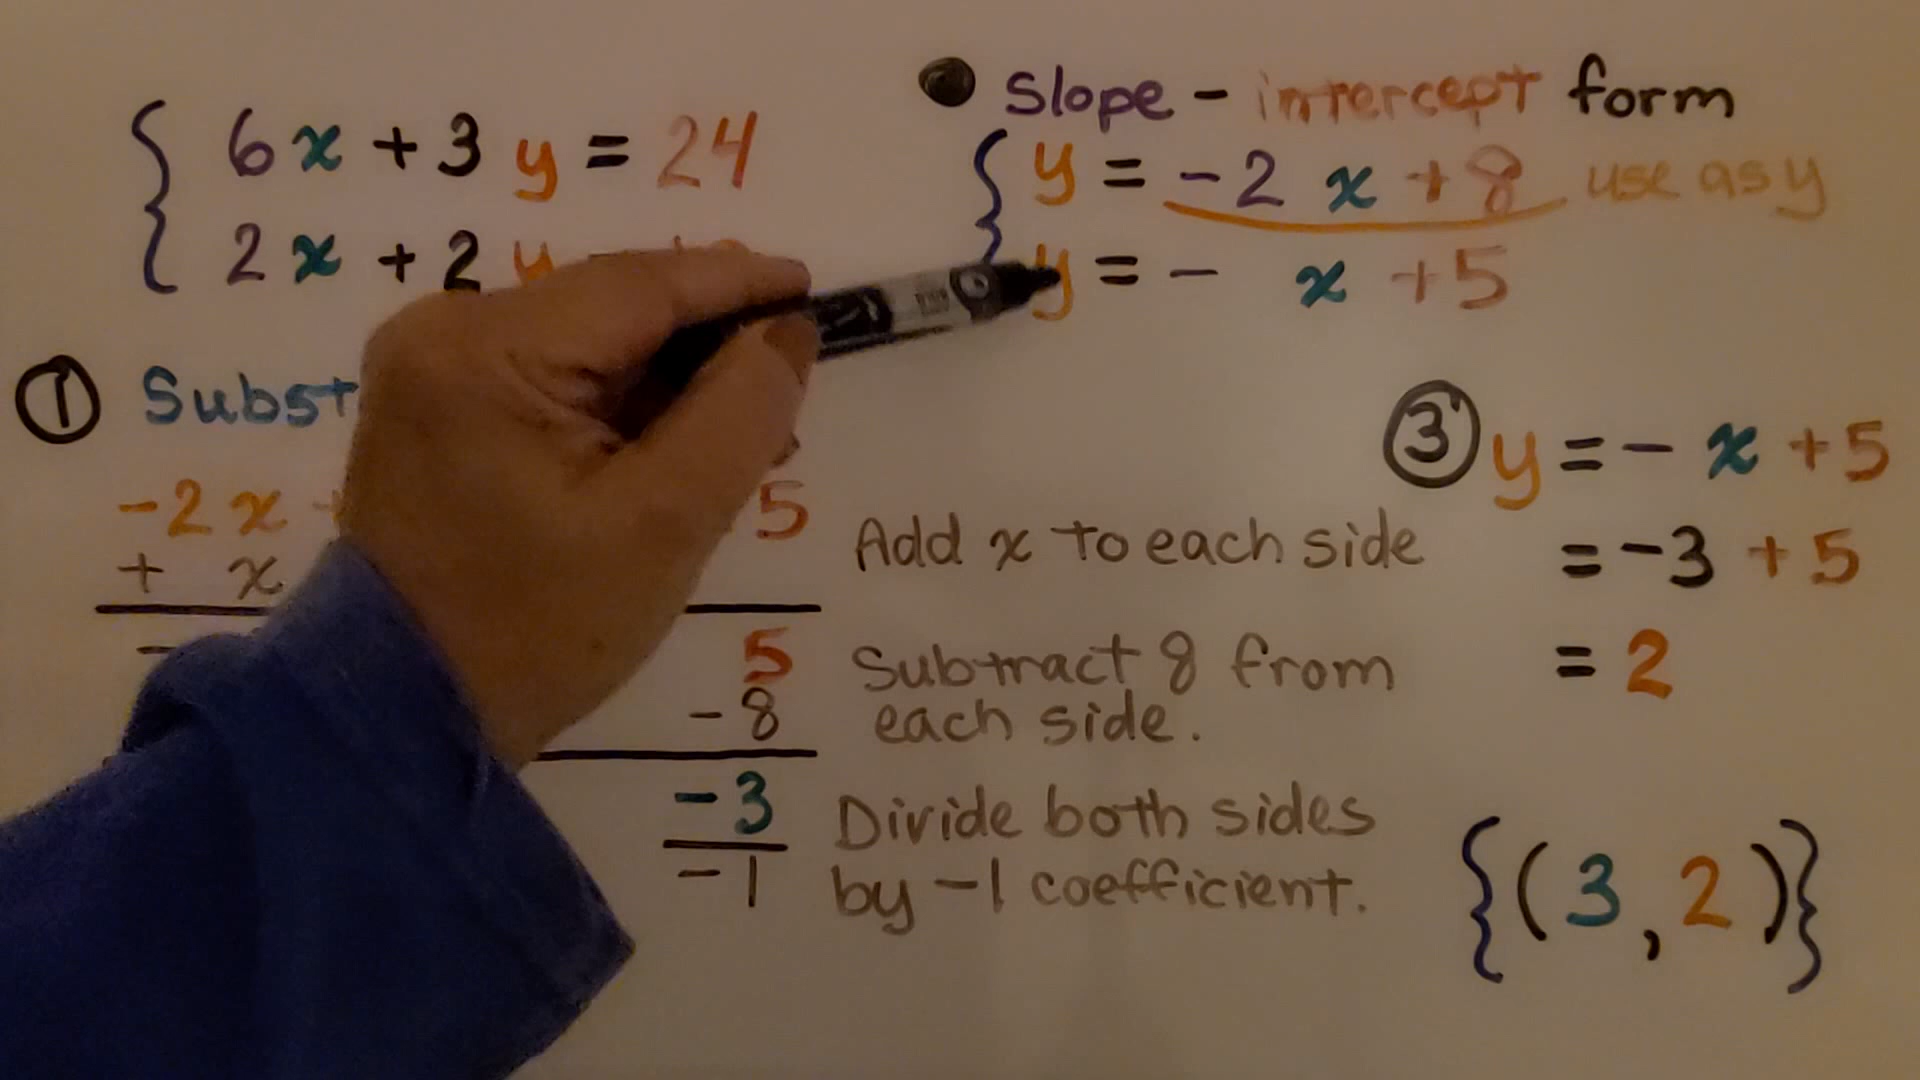 6x + 3y = 24
2x + 2y
• Slope - intercept form
y = -2x + 8 use as y
y = - x + 5
① Subst
-2x
5
+ x
Add x to each side
5
- 8
Subtract 8 from
each side.
-3
-1
Divide both sides
by -1 coefficient.
③ y = - x + 5
= -3 + 5
= 2
{(3, 2)}